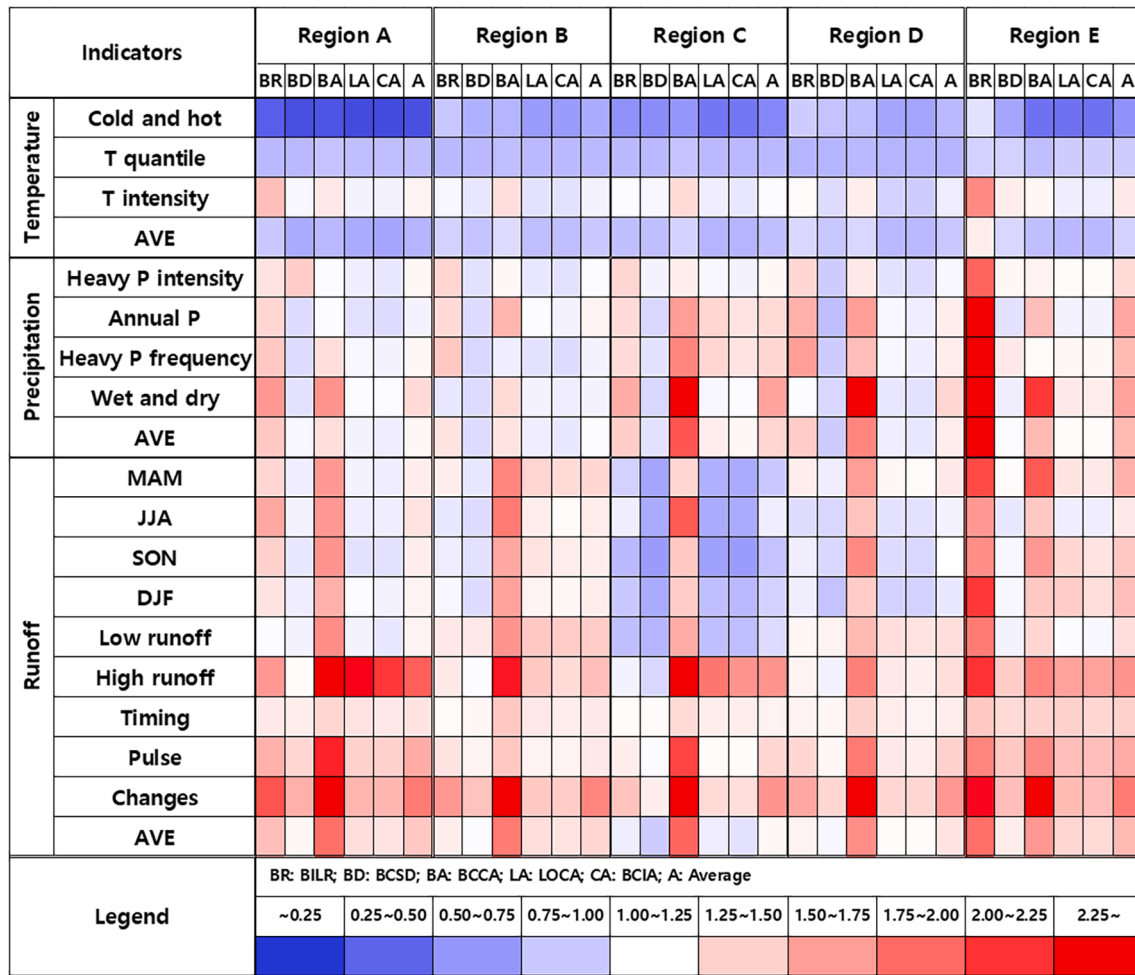 Indicators
Region A Region B Region C Region D Region E
BR BD BA LA CA A BR BD BA LA CA A BR BD BA LA CA A BR BD BA LA CA A BR BD BA LA CA A
Temperature
Cold and hot
T quantile
T intensity
AVE
Precipitation
Heavy P intensity
Annual P
Heavy P frequency
Wet and dry
AVE
Runoff
MAM
JJA
SON
DJF
Low runoff
High runoff
Timing
Pulse
Changes
AVE
Legend
BR: BILR; BD: BCSD; BA: BCCA; LA: LOCA; CA: BCIA; A: Average
~0.25 0.25~0.50 0.50~0.75 0.75~1.00 1.00~1.25 1.25~1.50 1.50~1.75 1.75~2.00 2.00~2.25 2.25~